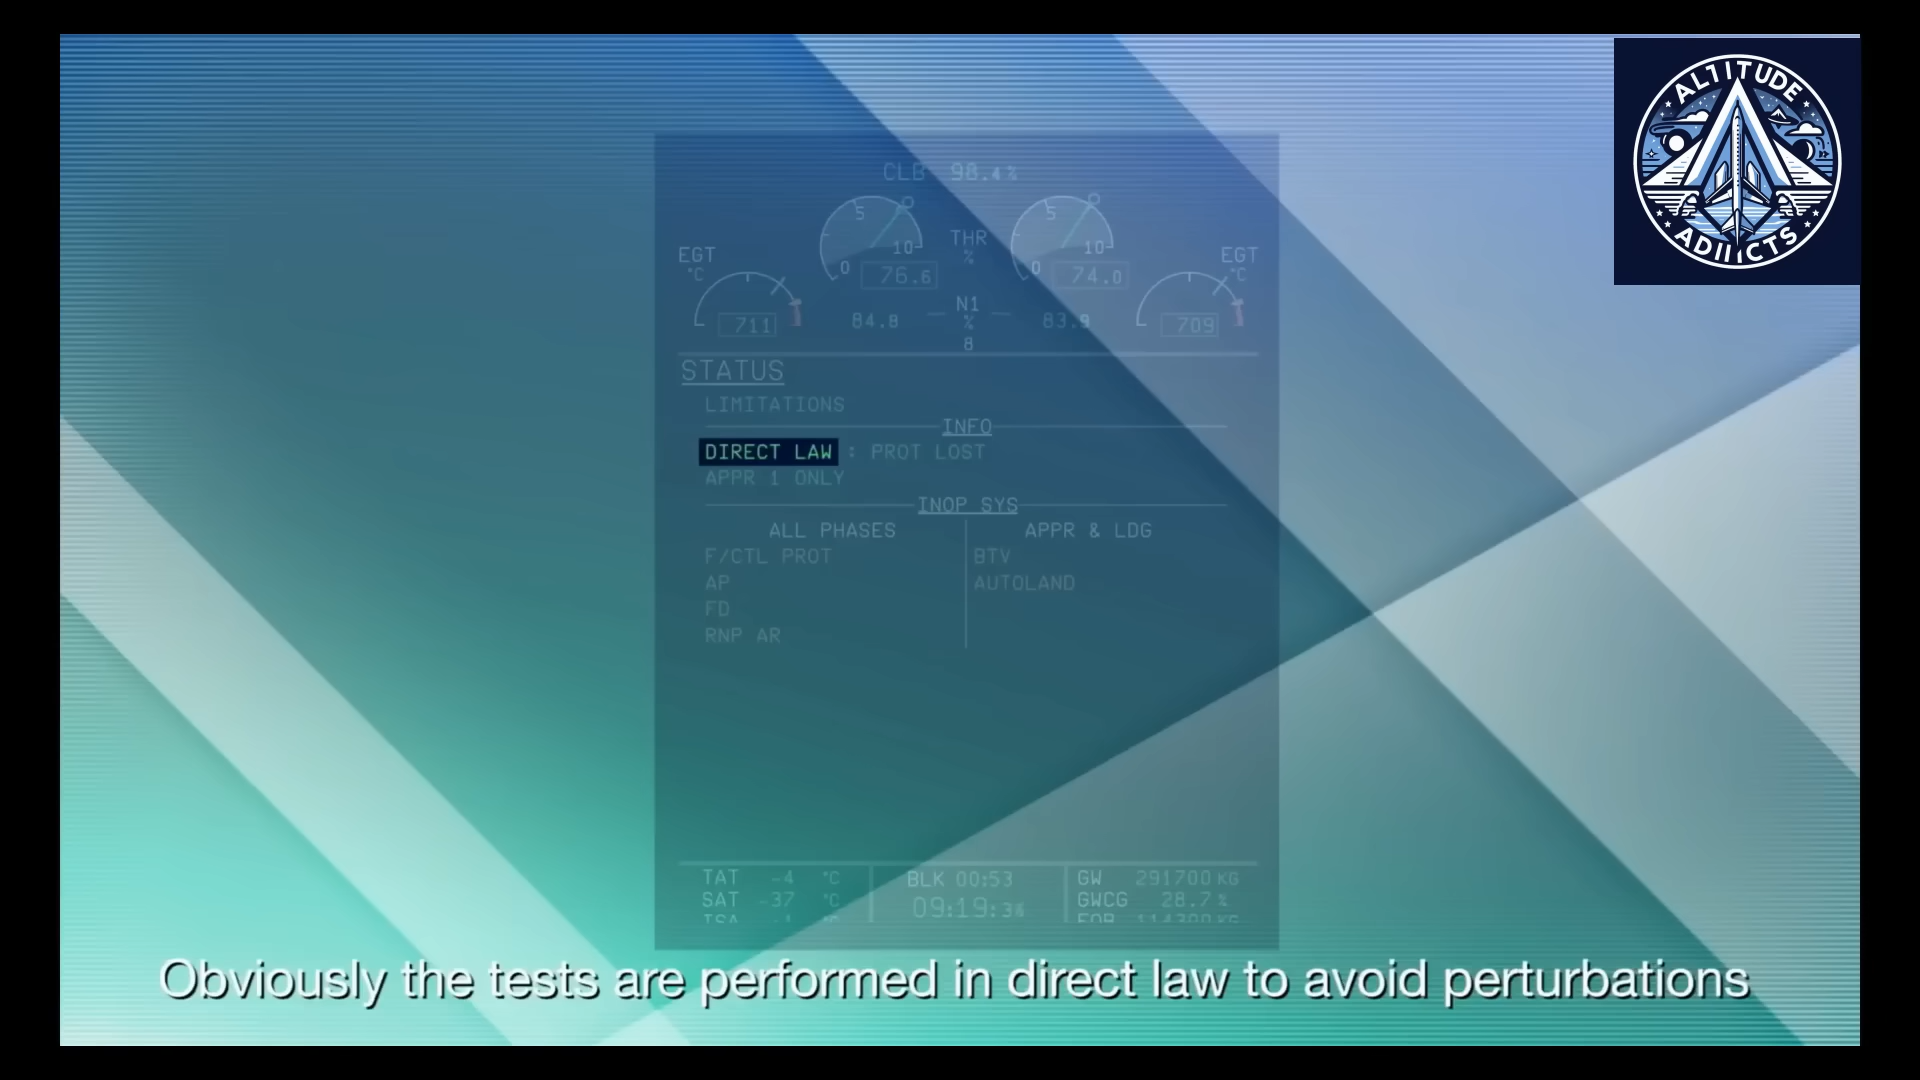 ALTITUDE
ADIICTS
CLB 98.4%
5 THR 5
10 % 10
0 0
76.6 74.0
EGT EGT
°C °C
N1
711 84.8 % 83.9 709
8
STATUS
LIMITATIONS
INFO
DIRECT LAW : PROT LOST
APPR 1 ONLY
INOP SYS
ALL PHASES APPR & LDG
F/CTL PROT BTV
AP AUTOLAND
FD
RNP AR
TAT -4 °C BLK 00:53 GW 291700 KG
SAT -37 °C 09:19: GWCG 28.7 %
Obviously the tests are performed in direct law to avoid perturbations